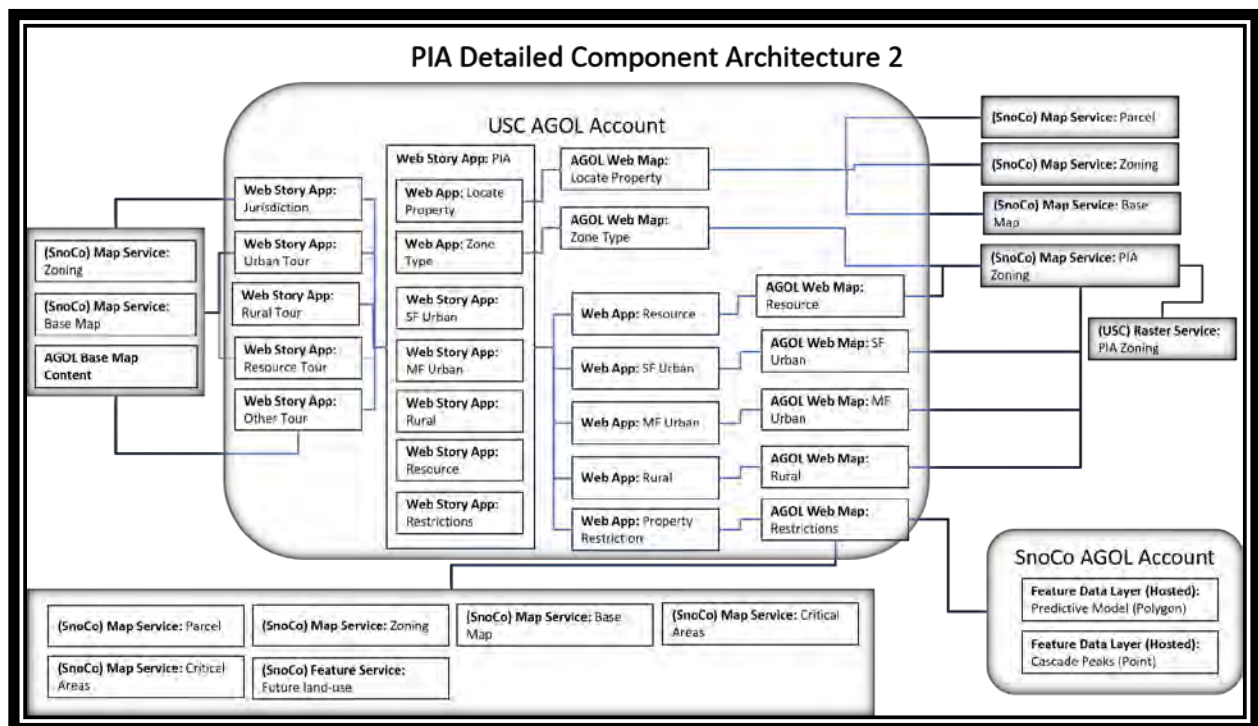 PIA Detailed Component Architecture 2
USC AGOL Account
(SnoCo) Map Service:
Zoning
(SnoCo) Map Service:
Base Map
AGOL Base Map
Content
Web Story App:
Jurisdiction
Web Story App:
Urban Tour
Web Story App:
Rural Tour
Web Story App:
Resource Tour
Web Story App:
Other Tour
Web Story App: PIA
Web App: Locate
Property
Web App: Zone
Type
Web Story App:
SF Urban
Web Story App:
MF Urban
Web Story App:
Rural
Web Story App:
Resource
Web Story App:
Restrictions
AGOL Web Map:
Locate Property
AGOL Web Map:
Zone Type
Web App: Resource
Web App: SF Urban
Web App: MF Urban
Web App: Rural
Web App: Property
Restriction
AGOL Web Map:
Resource
AGOL Web Map: SF
Urban
AGOL Web Map: MF
Urban
AGOL Web Map:
Rural
AGOL Web Map:
Restrictions
(SnoCo) Map Service: Parcel
(SnoCo) Map Service: Zoning
(SnoCo) Map Service: Base
Map
(SnoCo) Map Service: PIA
Zoning
(USC) Raster Service:
PIA Zoning
SnoCo AGOL Account
Feature Data Layer (Hosted):
Predictive Model (Polygon)
Feature Data Layer (Hosted):
Cascade Peaks (Point)
(SnoCo) Map Service: Parcel
(SnoCo) Map Service: Zoning
(SnoCo) Map Service: Base
Map
(SnoCo) Map Service: Critical
Areas
(SnoCo) Map Service: Critical
Areas
(SnoCo) Feature Service:
Future land-use